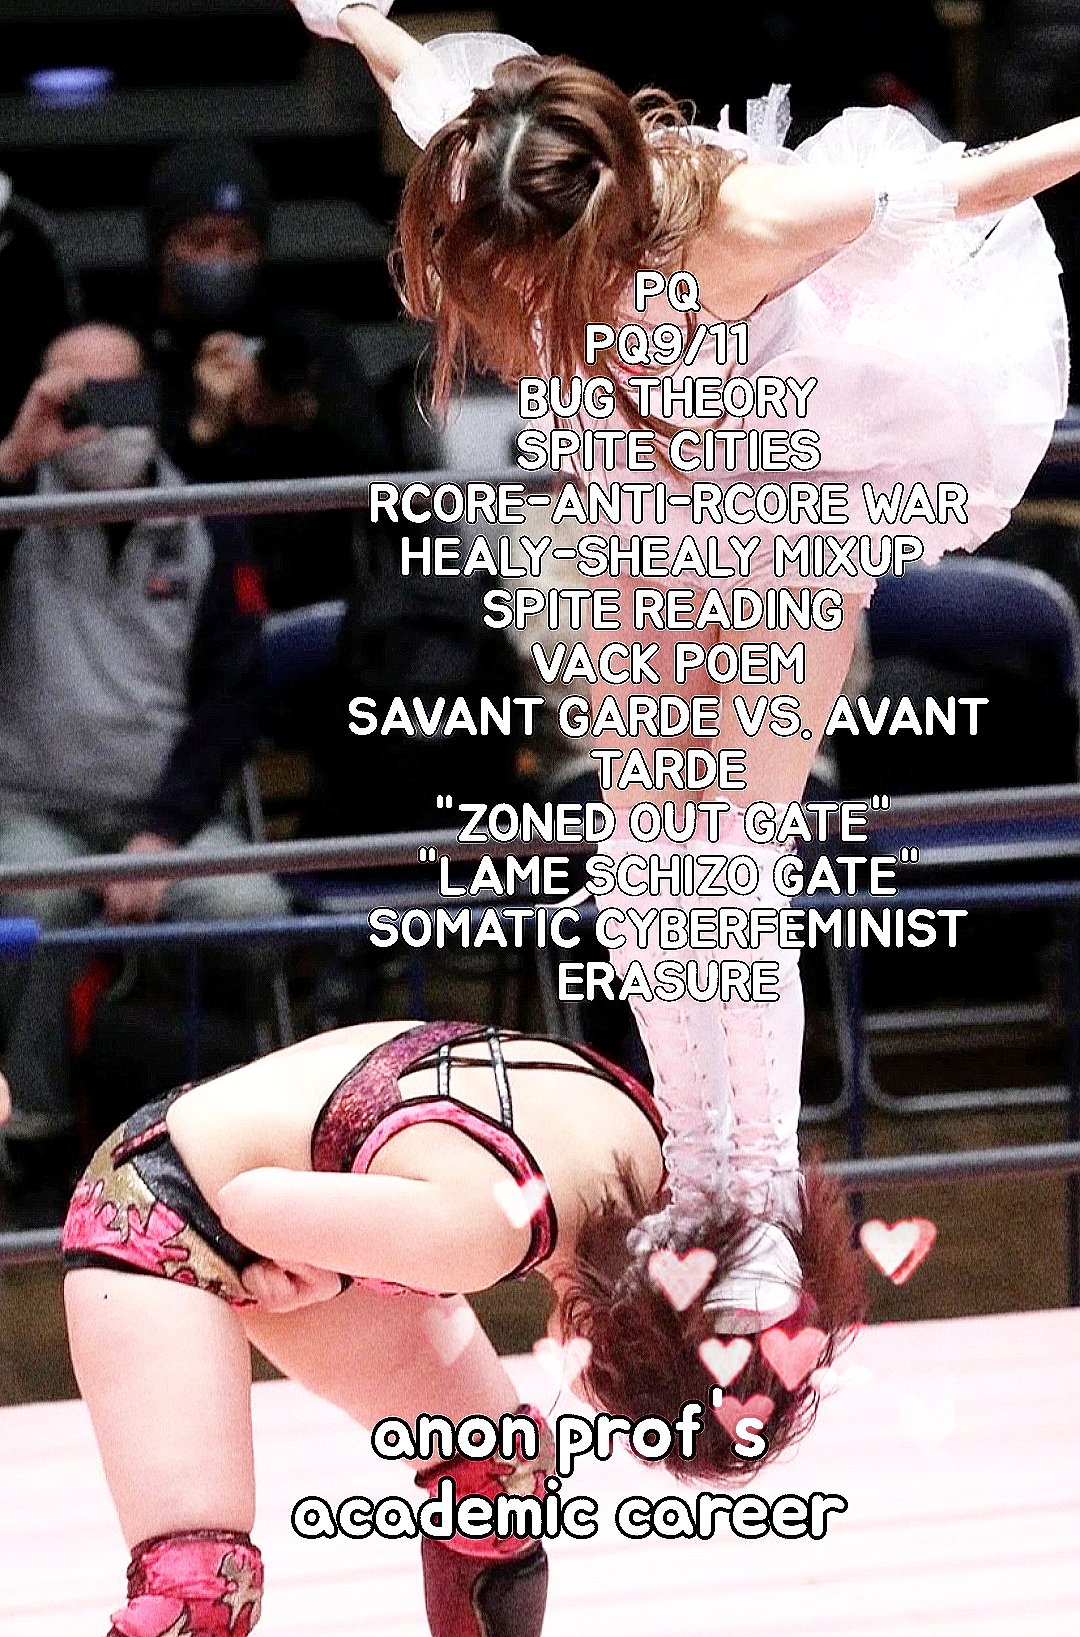 PQ
PQ9/11
BUG THEORY
SPITE CITIES
RCORE-ANTI-RCORE WAR
HEALY-SHEALY MIXUP
SPITE READING
VACK POEM
SAVANT GARDE VS. AVANT
TARDE
"ZONED OUT GATE"
"LAME SCHIZO GATE"
SOMATIC CYBERFEMINIST
ERASURE
anon prof's
academic career